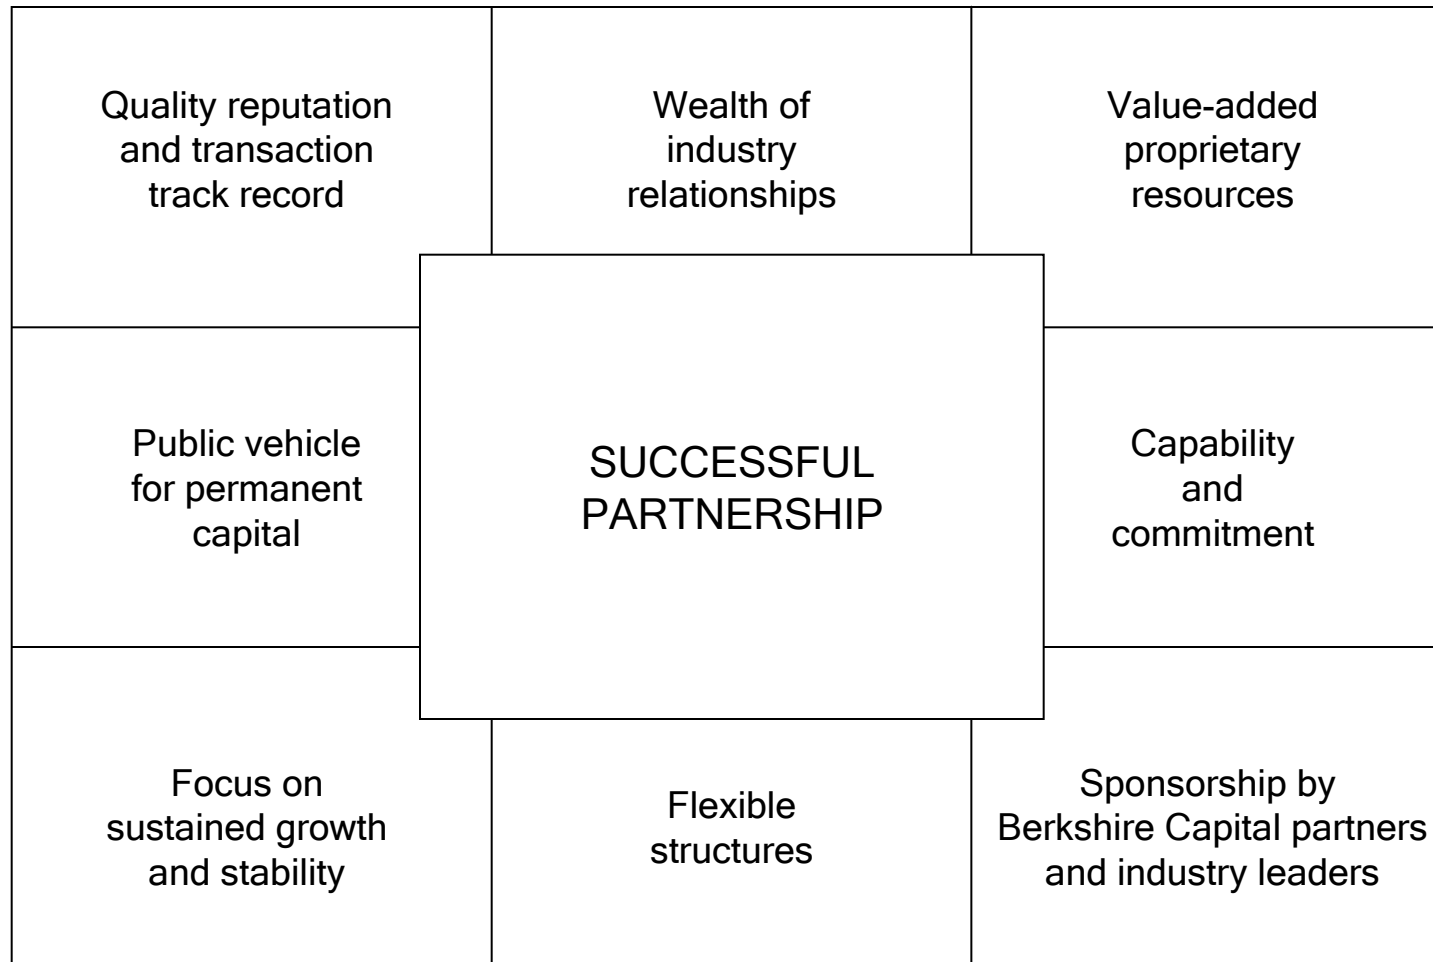 Quality reputation
and transaction
track record
Wealth of
industry
relationships
Value-added
proprietary
resources
Public vehicle
for permanent
capital
SUCCESSFUL
PARTNERSHIP
Capability
and
commitment
Focus on
sustained growth
and stability
Flexible
structures
Sponsorship by
Berkshire Capital partners
and industry leaders